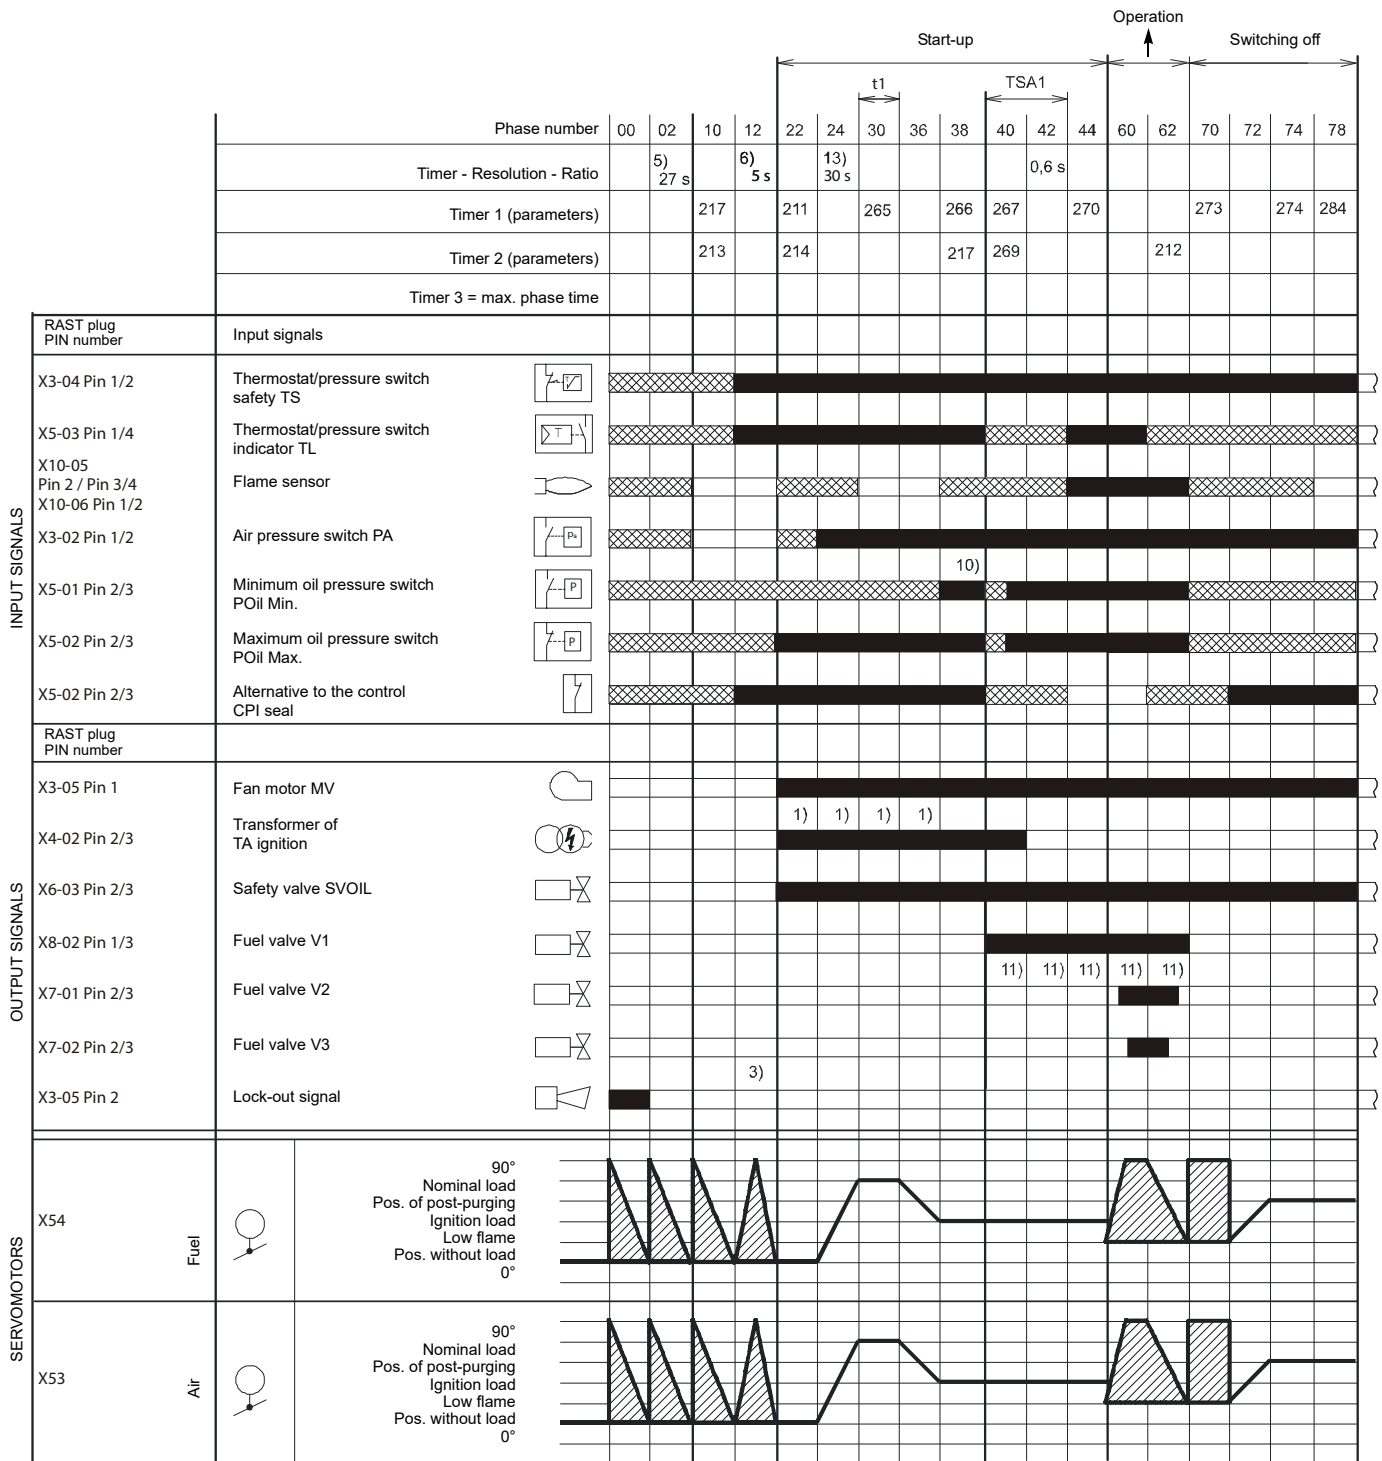 Operation
Start-up
Switching off
t1
TSA1
Phase number 00 02 10 12 22 24 30 36 38 40 42 44 60 62 70 72 74 78
Timer - Resolution - Ratio 5) 27 s 6) 5 s 13) 30 s 0,6 s
Timer 1 (parameters) 217 211 265 266 267 270 273 274 284
Timer 2 (parameters) 213 214 217 269 212
Timer 3 = max. phase time
RAST plug
PIN number
Input signals
INPUT SIGNALS
X3-04 Pin 1/2
Thermostat/pressure switch
safety TS
X5-03 Pin 1/4
Thermostat/pressure switch
indicator TL
T
X10-05
Pin 2 / Pin 3/4
X10-06 Pin 1/2
Flame sensor
X3-02 Pin 1/2
Air pressure switch PA
Pa
10)
X5-01 Pin 2/3
Minimum oil pressure switch
POil Min.
P
X5-02 Pin 2/3
Maximum oil pressure switch
POil Max.
P
X5-02 Pin 2/3
Alternative to the control
CPI seal
RAST plug
PIN number
OUTPUT SIGNALS
X3-05 Pin 1
Fan motor MV
1) 1) 1) 1)
X4-02 Pin 2/3
Transformer of
TA ignition
X6-03 Pin 2/3
Safety valve SVOIL
X8-02 Pin 1/3
Fuel valve V1
11) 11) 11) 11) 11)
X7-01 Pin 2/3
Fuel valve V2
X7-02 Pin 2/3
Fuel valve V3
3)
X3-05 Pin 2
Lock-out signal
SERVOMOTORS
X54
Fuel
90°
Nominal load
Pos. of post-purging
Ignition load
Low flame
Pos. without load
0°
X53
Air
90°
Nominal load
Pos. of post-purging
Ignition load
Low flame
Pos. without load
0°